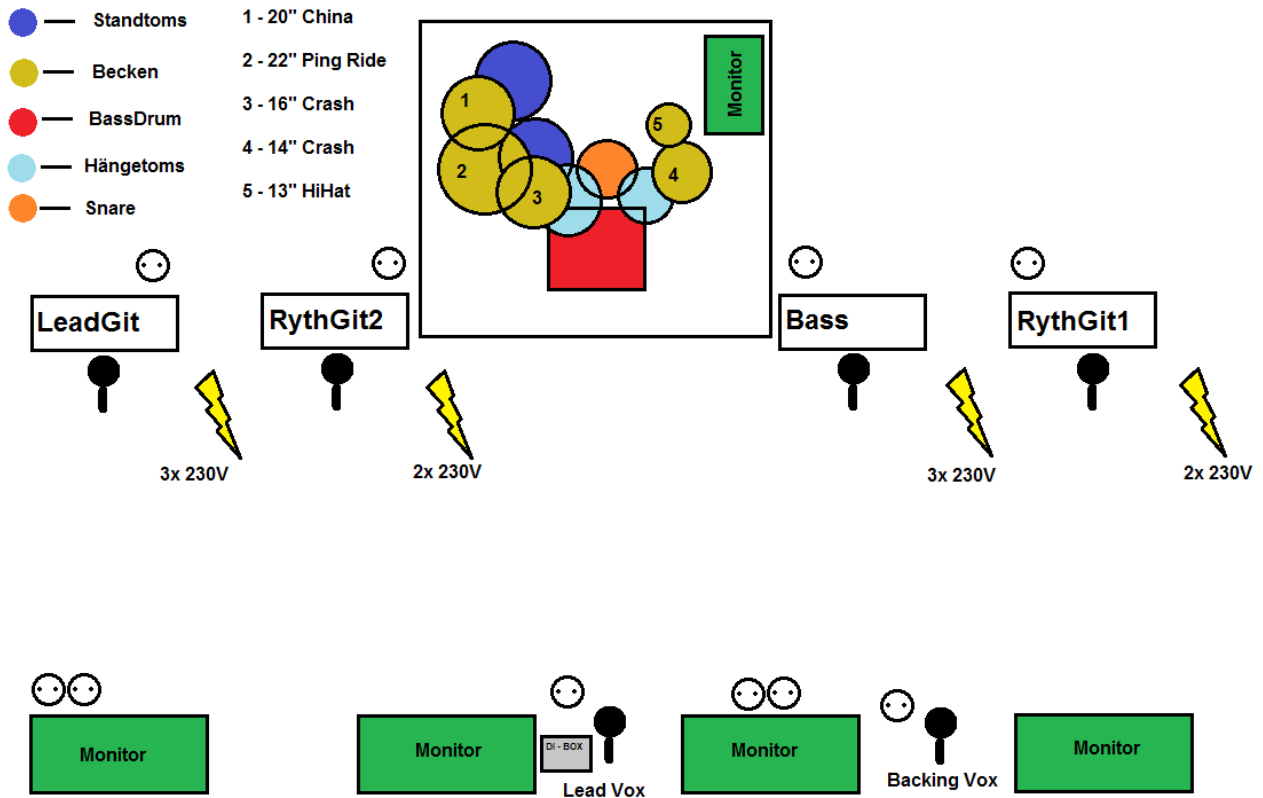 Standtoms
Becken
BassDrum
Hängetoms
Snare
1 - 20" China
2 - 22" Ping Ride
3 - 16" Crash
4 - 14" Crash
5 - 13" HiHat
Monitor
1
2
3
4
5
LeadGit
RythGit2
Bass
RythGit1
3x 230V
2x 230V
3x 230V
2x 230V
Monitor
Monitor
DI - BOX
Lead Vox
Monitor
Backing Vox
Monitor